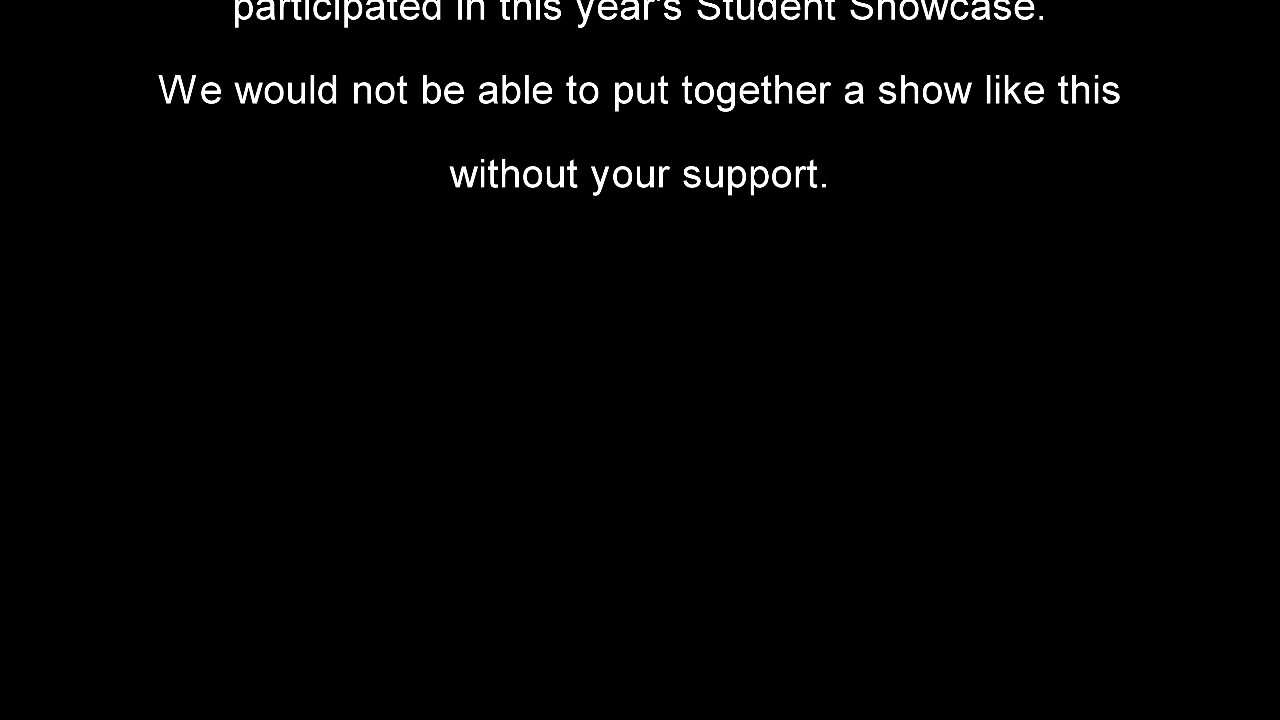 participated in this year's Student Showcase.
We would not be able to put together a show like this
without your support.